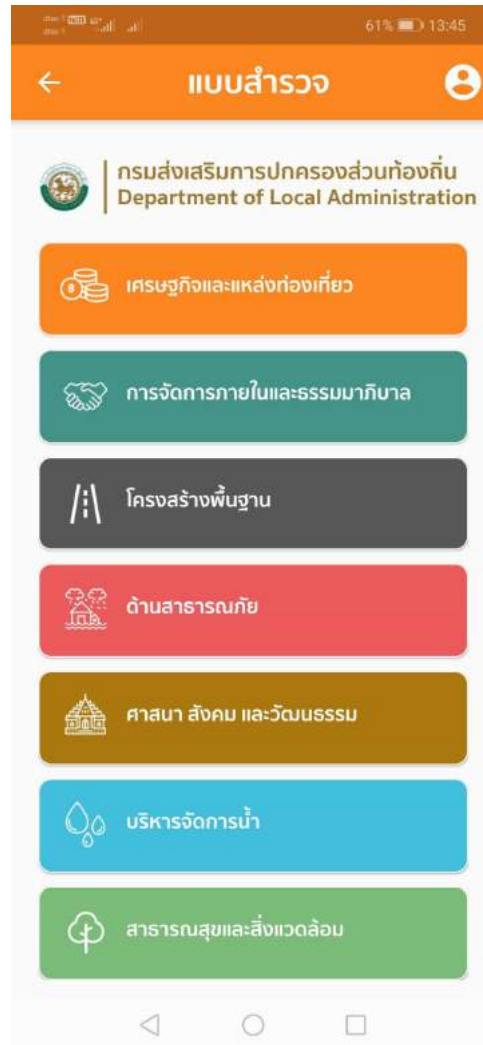 61% 13:45
แบบสำรวจ
กรมส่งเสริมการปกครองส่วนท้องถิ่น
Department of Local Administration
เศรษฐกิจและแหล่งท่องเที่ยว
การจัดการภายในและธรรมมาภิบาล
โครงสร้างพื้นฐาน
ด้านสาธารณภัย
ศาสนา สังคม และวัฒนธรรม
บริหารจัดการน้ำ
สาธารณสุขและสิ่งแวดล้อม